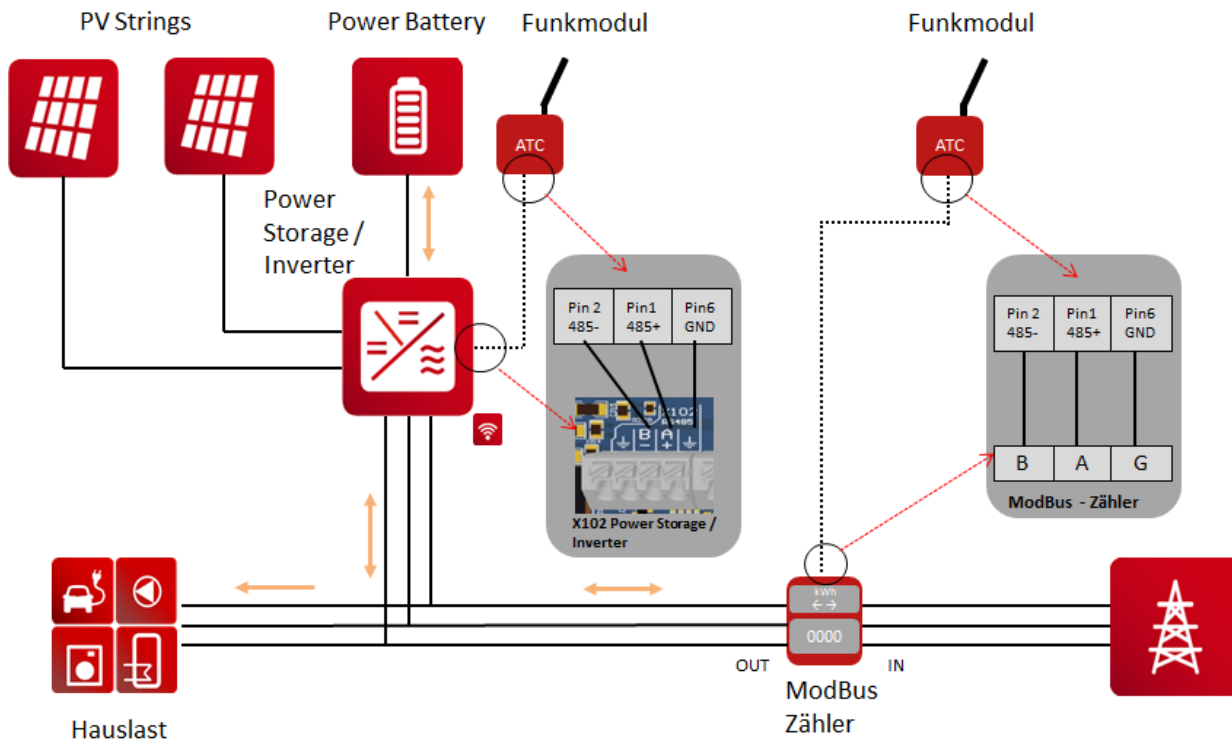 PV Strings
Power Battery
Funkmodul
Funkmodul
ATC
ATC
Power
Storage /
Inverter
Pin 2
485-
Pin1
485+
Pin6
GND
Pin 2
485-
Pin1
485+
Pin6
GND
X102
RS485
B
A
−
+
X102 Power Storage /
Inverter
B
A
G
ModBus - Zähler
kWh
← →
0000
OUT
IN
ModBus
Zähler
Hauslast